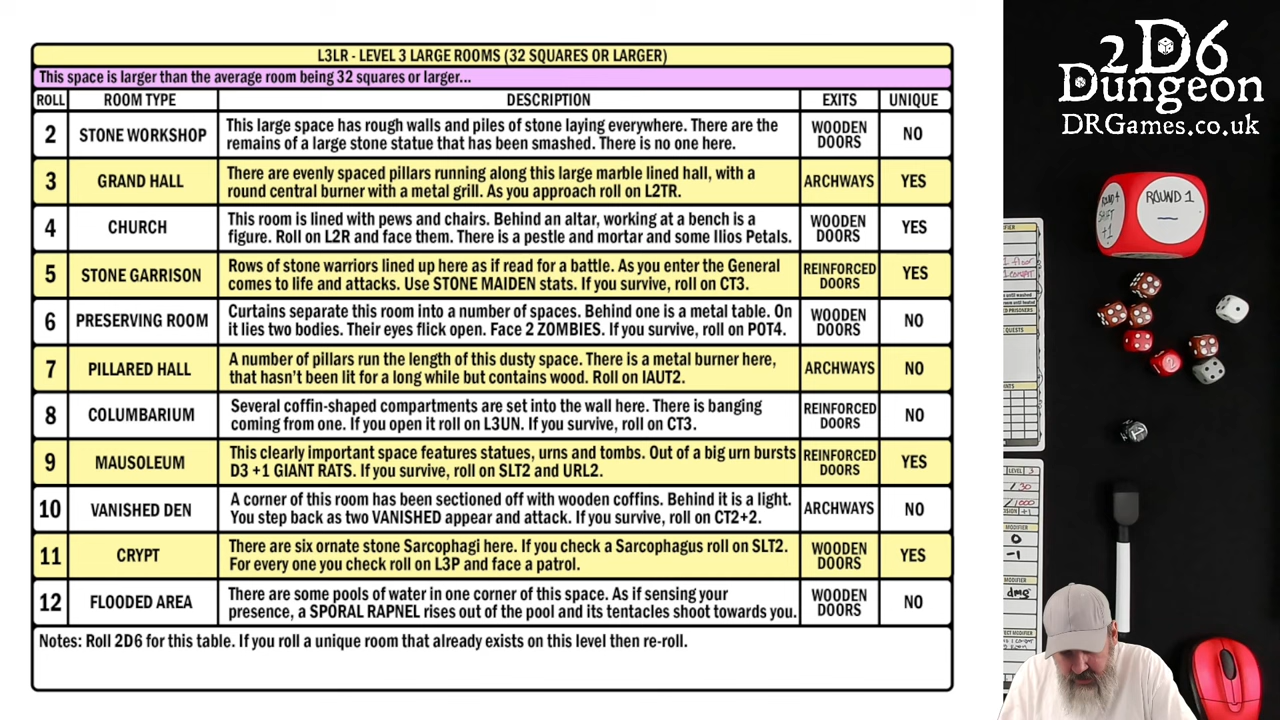 L3LR - LEVEL 3 LARGE ROOMS (32 SQUARES OR LARGER)
This space is larger than the average room being 32 squares or larger...
ROLL ROOM TYPE DESCRIPTION EXITS UNIQUE
2 STONE WORKSHOP This large space has rough walls and piles of stone laying everywhere. There are the
remains of a large stone statue that has been smashed. There is no one here. WOODEN DOORS NO
3 GRAND HALL There are evenly spaced pillars running along this large marble lined hall, with a
round central burner with a metal grill. As you approach roll on L2TR. ARCHWAYS YES
4 CHURCH This room is lined with pews and chairs. Behind an altar, working at a bench is a
figure. Roll on L2R and face them. There is a pestle and mortar and some Ilios Petals. WOODEN DOORS YES
5 STONE GARRISON Rows of stone warriors lined up here as if read for a battle. As you enter the General
comes to life and attacks. Use STONE MAIDEN stats. If you survive, roll on CT3. REINFORCED DOORS YES
6 PRESERVING ROOM Curtains separate this room into a number of spaces. Behind one is a metal table. On
it lies two bodies. Their eyes flick open. Face 2 ZOMBIES. If you survive, roll on POT4. WOODEN DOORS NO
7 PILLARED HALL A number of pillars run the length of this dusty space. There is a metal burner here,
that hasn't been lit for a long while but contains wood. Roll on IAUT2. ARCHWAYS NO
8 COLUMBARIUM Several coffin-shaped compartments are set into the wall here. There is banging
coming from one. If you open it roll on L3UN. If you survive, roll on CT3. REINFORCED DOORS NO
9 MAUSOLEUM This clearly important space features statues, urns and tombs. Out of a big urn bursts
D3 +1 GIANT RATS. If you survive, roll on SLT2 and URL2. REINFORCED DOORS YES
10 VANISHED DEN A corner of this room has been sectioned off with wooden coffins. Behind it is a light.
You step back as two VANISHED appear and attack. If you survive, roll on CT2+2. ARCHWAYS NO
11 CRYPT There are six ornate stone Sarcophagi here. If you check a Sarcophagus roll on SLT2.
For every one you check roll on L3P and face a patrol. WOODEN DOORS YES
12 FLOODED AREA There are some pools of water in one corner of this space. As if sensing your
presence, a SPORAL RAPNEL rises out of the pool and its tentacles shoot towards you. WOODEN DOORS NO
Notes: Roll 2D6 for this table. If you roll a unique room that already exists on this level then re-roll.
2D6
Dungeon
DRGames.co.uk
ROUND 1
SHIFT
+1
LEVEL 3
/30
/1000
+1
MODIFIER
0
-1
MODIFIER
dmg